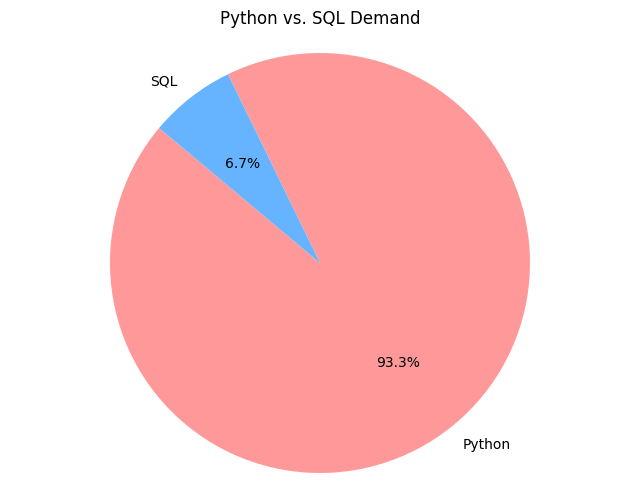 Python vs. SQL Demand
SQL
6.7%
93.3%
Python